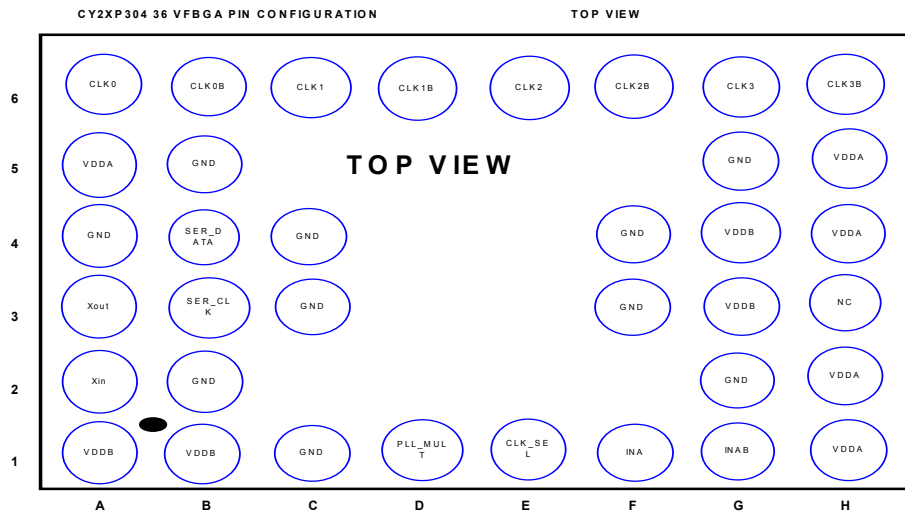 CY2XP304 36 VFBGA PIN CONFIGURATION TOP VIEW
6 CLK0 CLK0B CLK1 CLK1B CLK2 CLK2B CLK3 CLK3B
TOP VIEW
5 VDDA GND GND VDDA
4 GND SER_D
ATA GND GND VDDB VDDA
3 Xout SER_CL
K GND GND VDDB NC
2 Xin GND GND VDDA
1 VDDB VDDB GND PLL_MUL
T CLK_SE
L INA INAB VDDA
A B C D E F G H